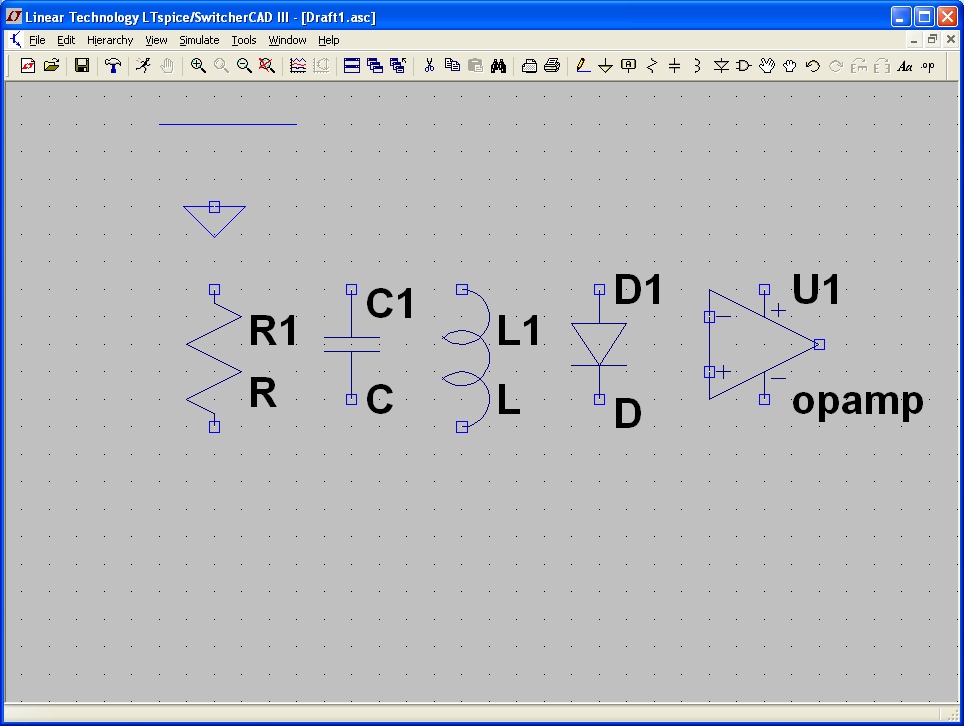 Linear Technology LTspice/SwitcherCAD III - [Draft1.asc]
File Edit Hierarchy View Simulate Tools Window Help
Aa .op
R1
R
C1
C
L1
L
D1
D
U1
opamp